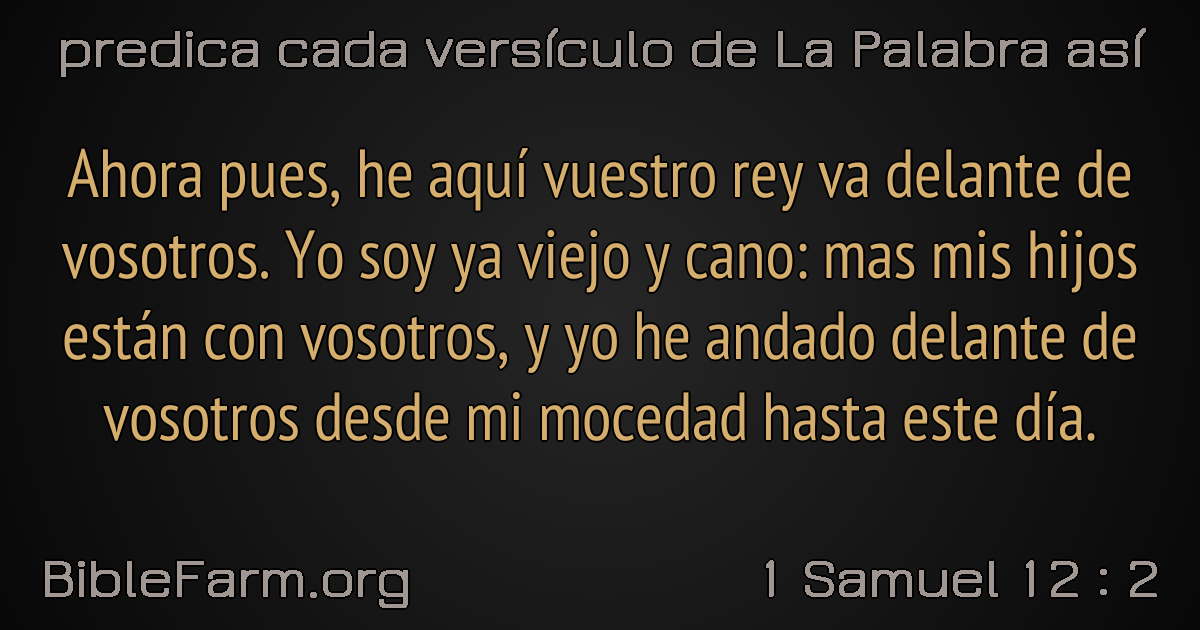 predica cada versículo de La Palabra así
Ahora pues, he aquí vuestro rey va delante de
vosotros. Yo soy ya viejo y cano: mas mis hijos
están con vosotros, y yo he andado delante de
vosotros desde mi mocedad hasta este día.
BibleFarm.org
1 Samuel 12 : 2